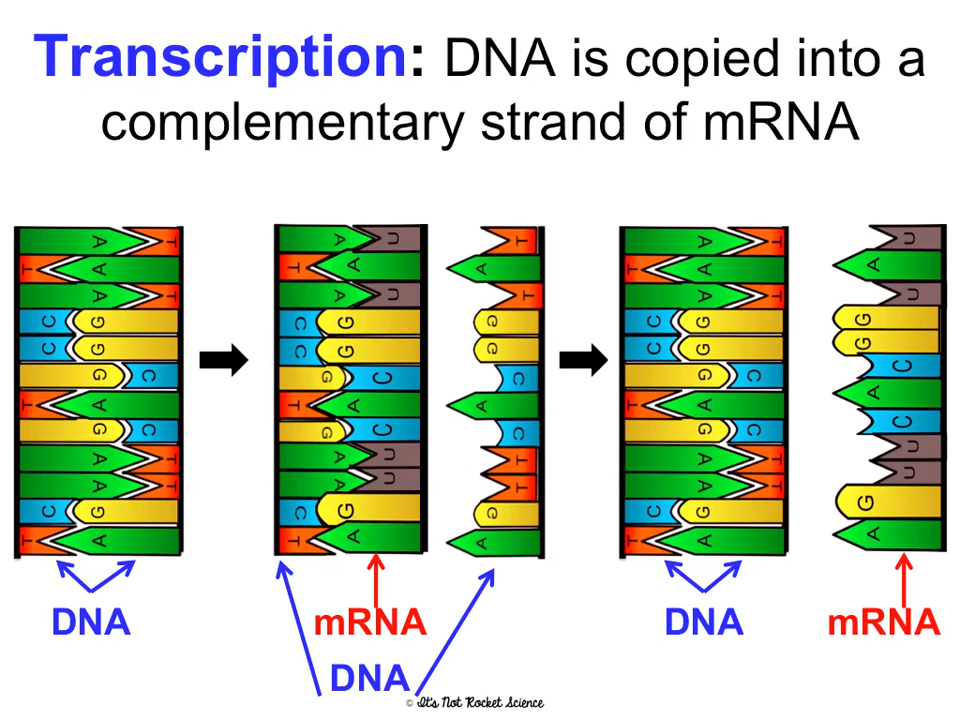 Transcription: DNA is copied into a
complementary strand of mRNA
A T A U T A T U
T A T A A T A A
A T A U T A T U
C G C G G C G G
C G C G G C G G
G C G C C G C C
T A T A A T A A
G C G C C G C C
A T A U T A T U
A T A U T A T U
C G C G G C G G
T A T A A T A A
DNA mRNA DNA mRNA
DNA
© It's Not Rocket Science